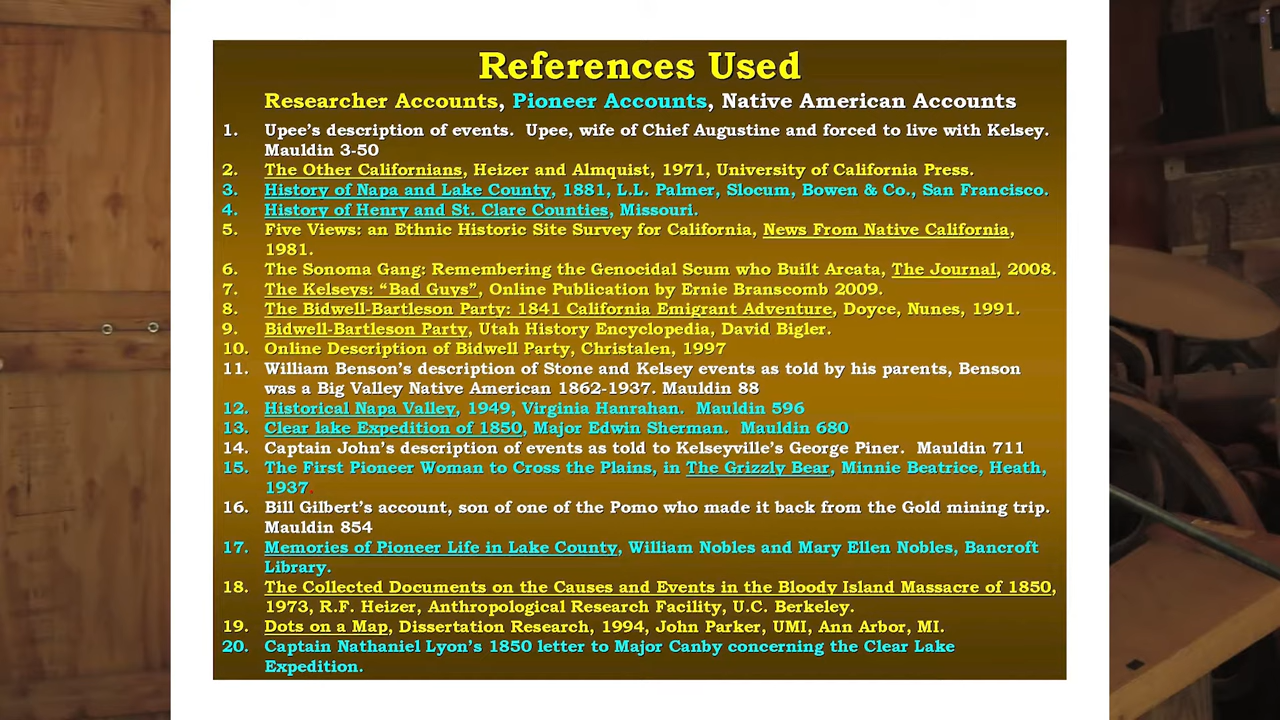 References Used
Researcher Accounts, Pioneer Accounts, Native American Accounts
1. Upee's description of events. Upee, wife of Chief Augustine and forced to live with Kelsey.
Mauldin 3-50
2. The Other Californians, Heizer and Almquist, 1971, University of California Press.
3. History of Napa and Lake County, 1881, L.L. Palmer, Slocum, Bowen & Co., San Francisco.
4. History of Henry and St. Clare Counties, Missouri.
5. Five Views: an Ethnic Historic Site Survey for California, News From Native California,
1981.
6. The Sonoma Gang: Remembering the Genocidal Scum who Built Arcata, The Journal, 2008.
7. The Kelseys: “Bad Guys”, Online Publication by Ernie Branscomb 2009.
8. The Bidwell-Bartleson Party: 1841 California Emigrant Adventure, Doyce, Nunes, 1991.
9. Bidwell-Bartleson Party, Utah History Encyclopedia, David Bigler.
10. Online Description of Bidwell Party, Christalen, 1997
11. William Benson's description of Stone and Kelsey events as told by his parents, Benson
was a Big Valley Native American 1862-1937. Mauldin 88
12. Historical Napa Valley, 1949, Virginia Hanrahan. Mauldin 596
13. Clear lake Expedition of 1850, Major Edwin Sherman. Mauldin 680
14. Captain John's description of events as told to Kelseyville's George Piner. Mauldin 711
15. The First Pioneer Woman to Cross the Plains, in The Grizzly Bear, Minnie Beatrice, Heath,
1937.
16. Bill Gilbert's account, son of one of the Pomo who made it back from the Gold mining trip.
Mauldin 854
17. Memories of Pioneer Life in Lake County, William Nobles and Mary Ellen Nobles, Bancroft
Library.
18. The Collected Documents on the Causes and Events in the Bloody Island Massacre of 1850,
1973, R.F. Heizer, Anthropological Research Facility, U.C. Berkeley.
19. Dots on a Map, Dissertation Research, 1994, John Parker, UMI, Ann Arbor, MI.
20. Captain Nathaniel Lyon's 1850 letter to Major Canby concerning the Clear Lake
Expedition.